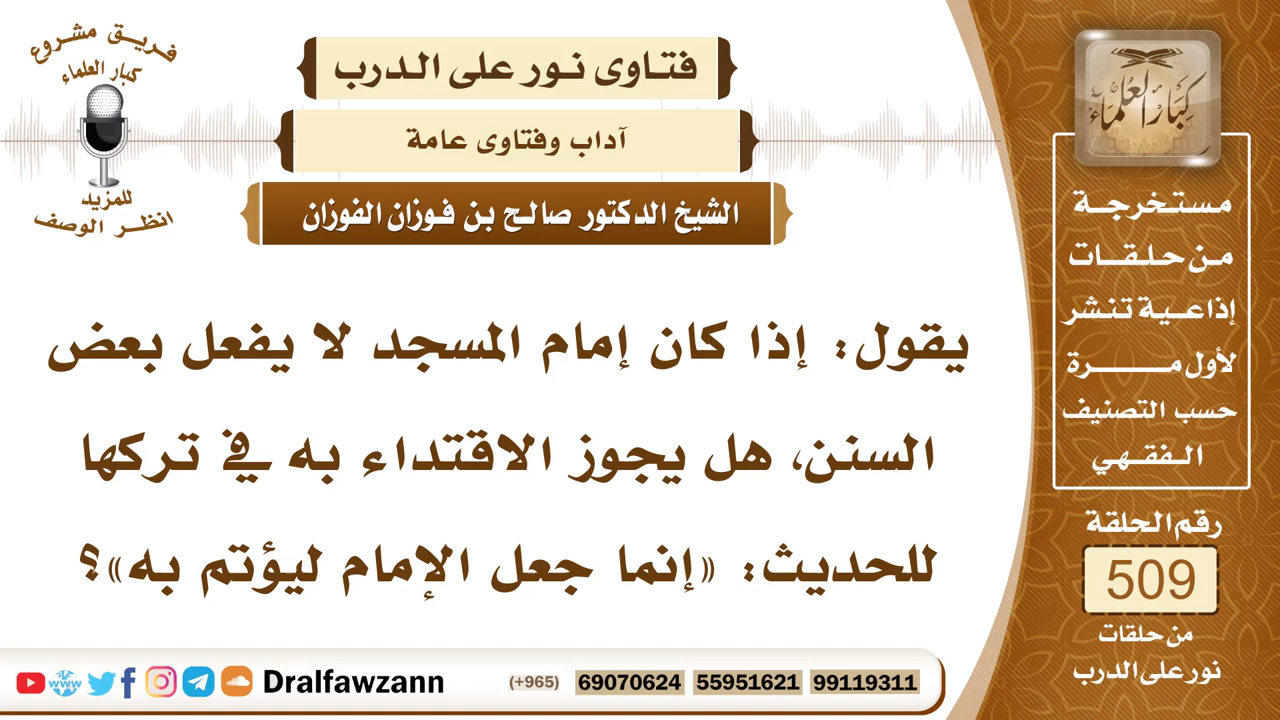 فريق مشروع
كبار العلماء
للمزيد
انظر الوصف
فتاوى نور على الدرب
آداب وفتاوى عامة
الشيخ الدكتور صالح بن فوزان الفوزان
يقول: إذا كان إمام المسجد لا يفعل بعض
السنن، هل يجوز الاقتداء به في تركها
للحديث: «إنما جعل الإمام ليؤتم به»؟
كبار العلماء
مستخرجة
من حلقات
إذاعية تنشر
لأول مرة
حسب التصنيف
الفقهي
رقم الحلقة
509
من حلقات
نور على الدرب
www Dralfawzann (+965) 69070624 55951621 99119311